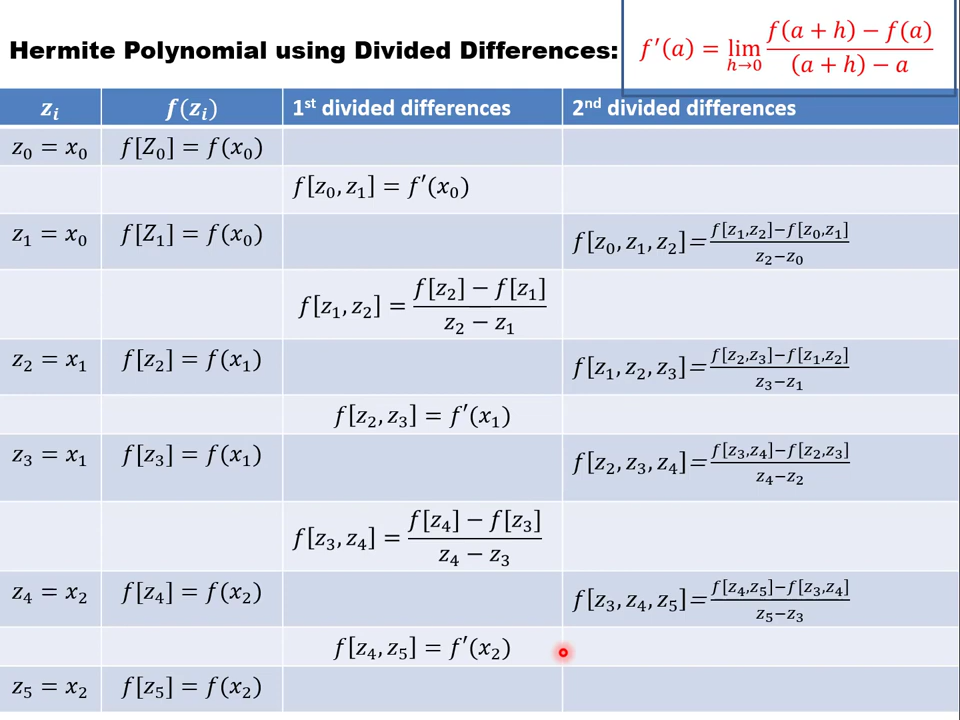 Hermite Polynomial using Divided Differences:
f′(a) = lim h→0 (f(a + h) − f(a)) / ((a + h) − a)
zᵢ f(zᵢ) 1st divided differences 2nd divided differences
z₀ = x₀ f[Z₀] = f(x₀)
f[z₀, z₁] = f′(x₀)
z₁ = x₀ f[Z₁] = f(x₀) f[z₀, z₁, z₂]= (f[z₁,z₂]−f[z₀,z₁]) / (z₂−z₀)
f[z₁, z₂] = (f[z₂] − f[z₁]) / (z₂ − z₁)
z₂ = x₁ f[z₂] = f(x₁) f[z₁, z₂, z₃]= (f[z₂,z₃]−f[z₁,z₂]) / (z₃−z₁)
f[z₂, z₃] = f′(x₁)
z₃ = x₁ f[z₃] = f(x₁) f[z₂, z₃, z₄]= (f[z₃,z₄]−f[z₂,z₃]) / (z₄−z₂)
f[z₃, z₄] = (f[z₄] − f[z₃]) / (z₄ − z₃)
z₄ = x₂ f[z₄] = f(x₂) f[z₃, z₄, z₅]= (f[z₄,z₅]−f[z₃,z₄]) / (z₅−z₃)
f[z₄, z₅] = f′(x₂)
z₅ = x₂ f[z₅] = f(x₂)